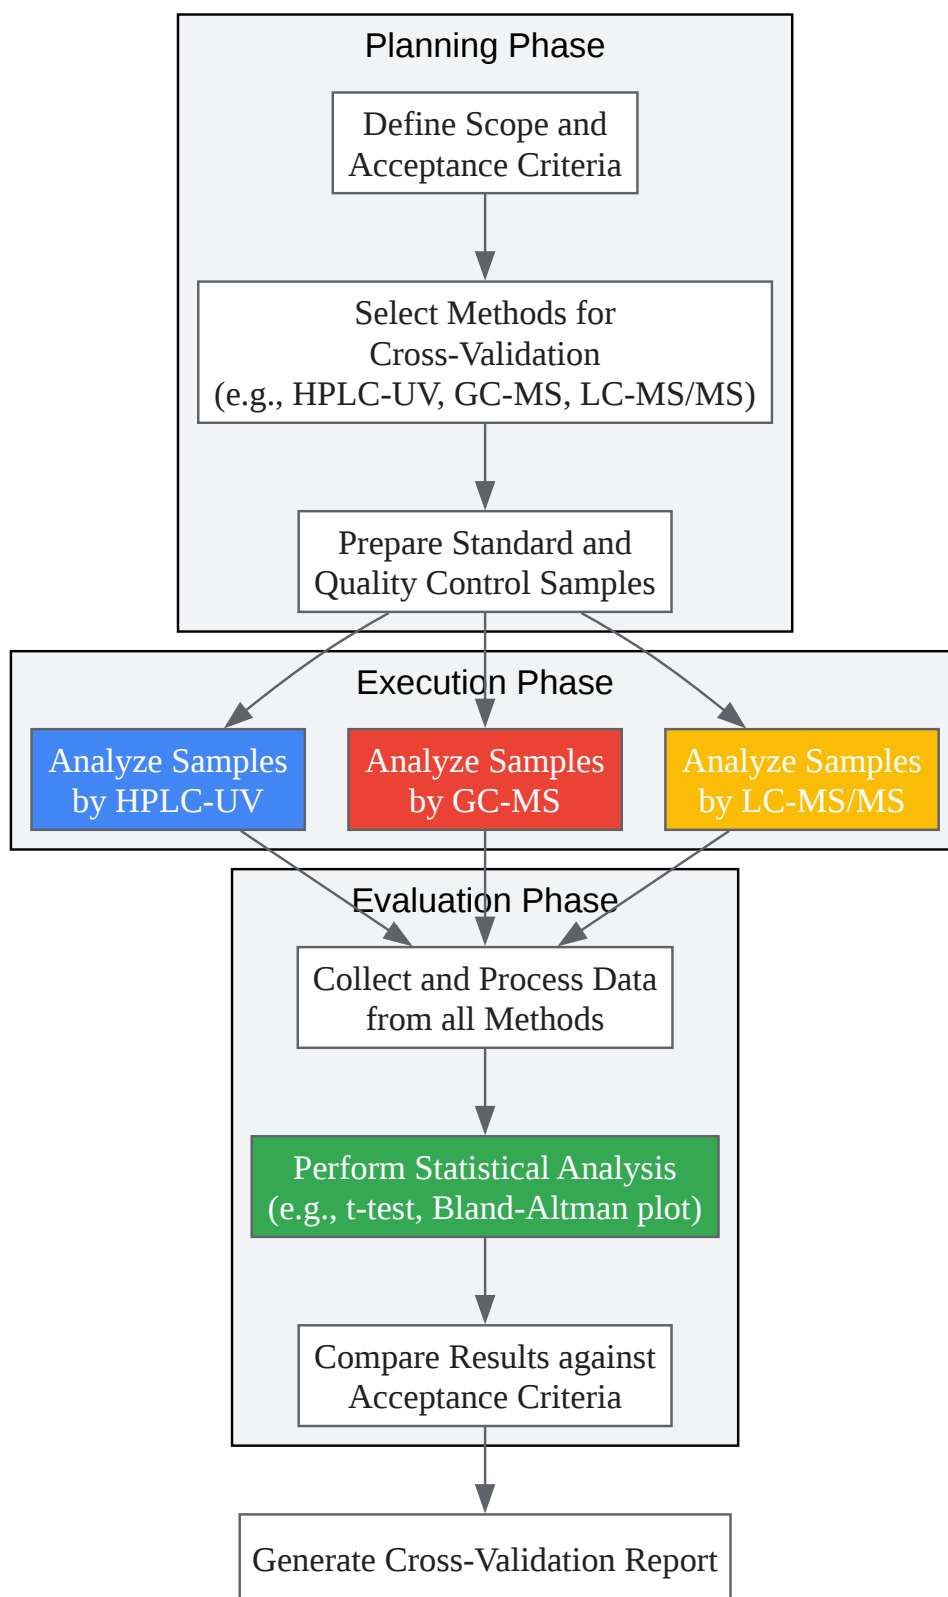 Planning Phase
Define Scope and
Acceptance Criteria
Select Methods for
Cross-Validation
(e.g., HPLC-UV, GC-MS, LC-MS/MS)
Prepare Standard and
Quality Control Samples
Execution Phase
Analyze Samples
by HPLC-UV
Analyze Samples
by GC-MS
Analyze Samples
by LC-MS/MS
Evaluation Phase
Collect and Process Data
from all Methods
Perform Statistical Analysis
(e.g., t-test, Bland-Altman plot)
Compare Results against
Acceptance Criteria
Generate Cross-Validation Report